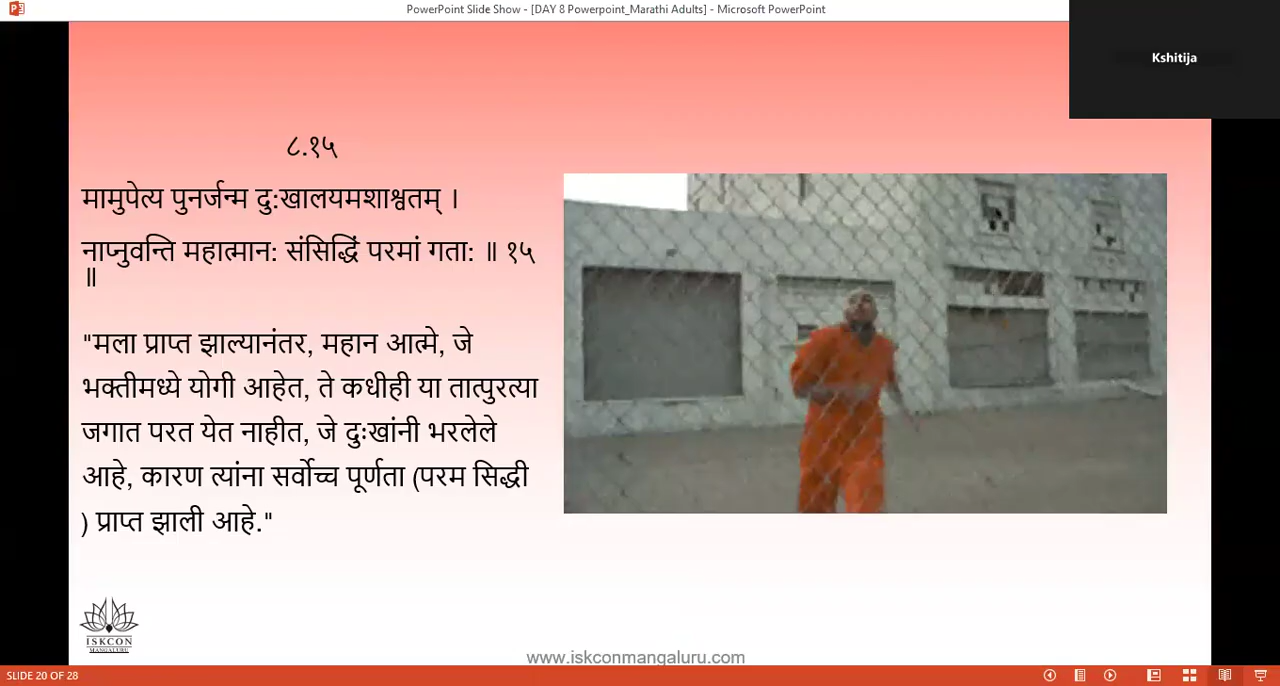 PowerPoint Slide Show - [DAY 8 Powerpoint_Marathi Adults] - Microsoft PowerPoint
Kshitija
८.१५
मामुपेत्य पुनर्जन्म दु:खालयमशाश्वतम् ।
नाप्नुवन्ति महात्मान: संसिद्धिं परमां गता: ॥ १५
॥
"मला प्राप्त झाल्यानंतर, महान आत्मे, जे
भक्तीमध्ये योगी आहेत, ते कधीही या तात्पुरत्या
जगात परत येत नाहीत, जे दुःखांनी भरलेले
आहे, कारण त्यांना सर्वोच्च पूर्णता (परम सिद्धी
) प्राप्त झाली आहे."
ISKCON
MANGALURU
www.iskconmangaluru.com
SLIDE 20 OF 28